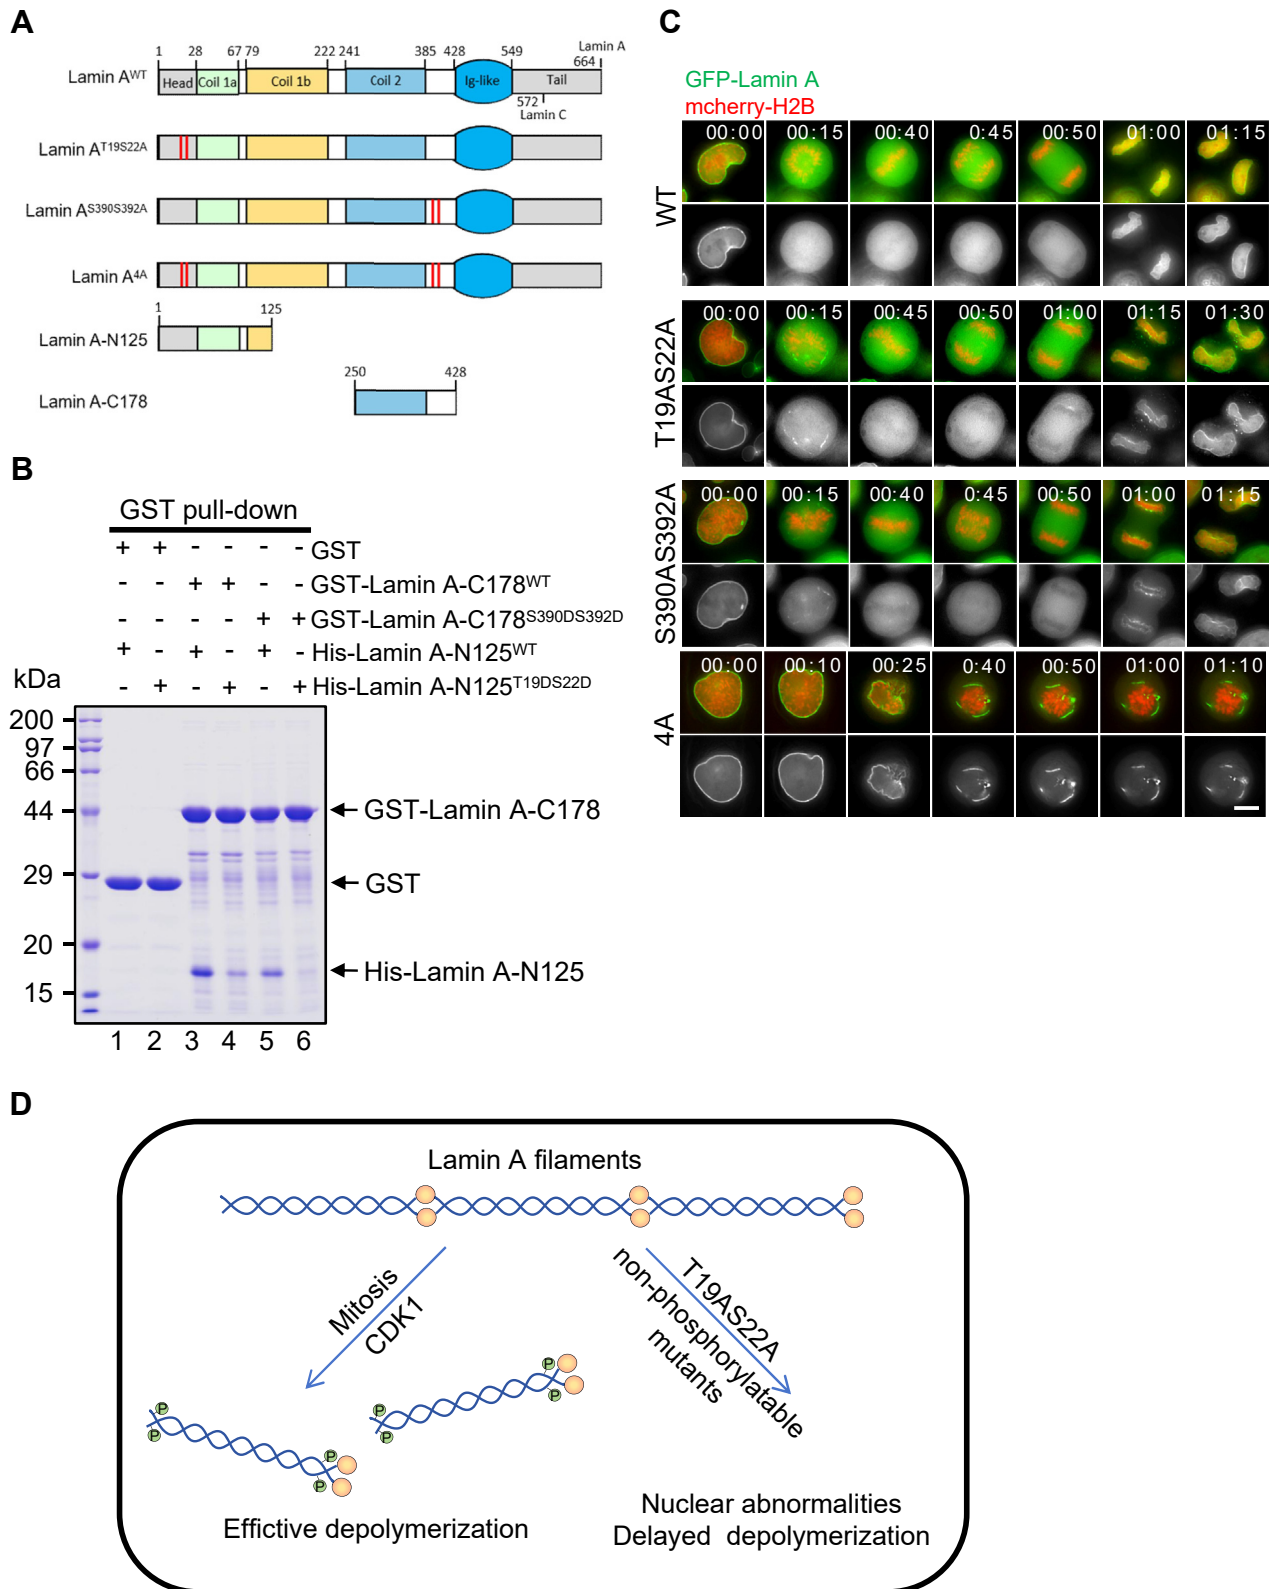 A
1 28 67 79 222 241 385 428 549 Lamin A 664
Lamin A^WT Head Coil 1a Coil 1b Coil 2 Ig-like Tail
572
Lamin C
Lamin A^T19S22A
Lamin A^S390S392A
Lamin A^4A
1 125
Lamin A-N125
250 428
Lamin A-C178
B
GST pull-down
+ + - - - - GST
- - + + - - GST-Lamin A-C178^WT
- - - - + + GST-Lamin A-C178^S390DS392D
+ - + - + - His-Lamin A-N125^WT
- + - + - + His-Lamin A-N125^T19DS22D
kDa
200
97
66
44 GST-Lamin A-C178
29 GST
20
His-Lamin A-N125
15
1 2 3 4 5 6
C
GFP-Lamin A
mcherry-H2B
WT
00:00 00:15 00:40 0:45 00:50 01:00 01:15
T19AS22A
00:00 00:15 00:45 00:50 01:00 01:15 01:30
S390AS392A
00:00 00:15 00:40 0:45 00:50 01:00 01:15
4A
00:00 00:10 00:25 0:40 00:50 01:00 01:10
D
Lamin A filaments
Mitosis
CDK1
T19AS22A
non-phosphorylatable
mutants
P P
P P
P P
P P
Effictive depolymerization
Nuclear abnormalities
Delayed depolymerization